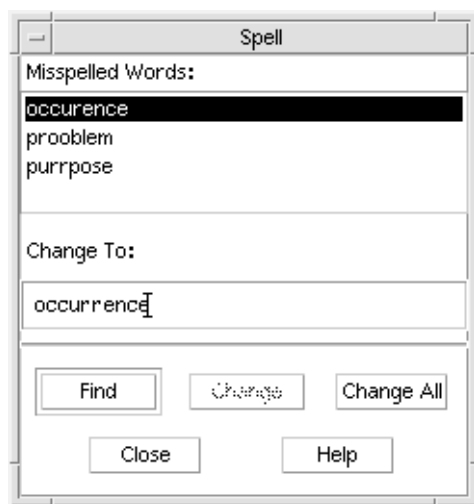 Spell
Misspelled Words:
occurence
prooblem
purrpose
Change To:
occurrence
Find Change Change All
Close Help